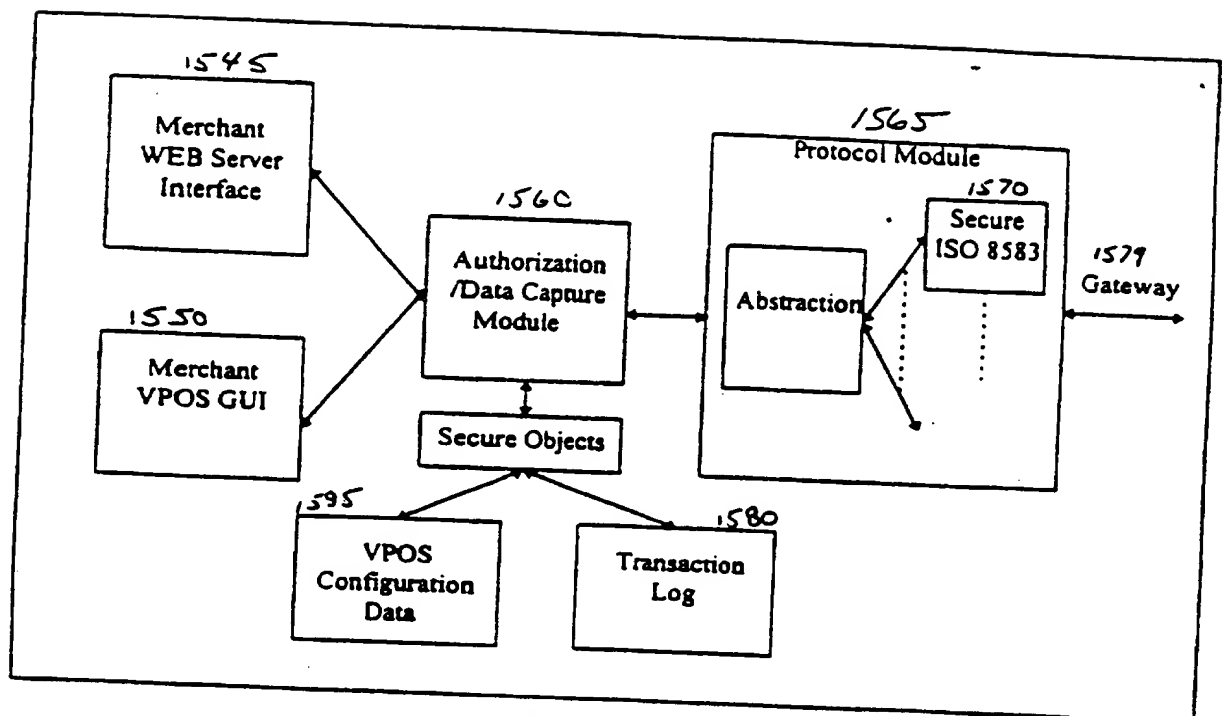 1545
Merchant
WEB Server
Interface
1550
Merchant
VPOS GUI
1560
Authorization
/Data Capture
Module
Secure Objects
1595
VPOS
Configuration
Data
1580
Transaction
Log
1565
Protocol Module
Abstraction
1570
Secure
ISO 8583
1579
Gateway